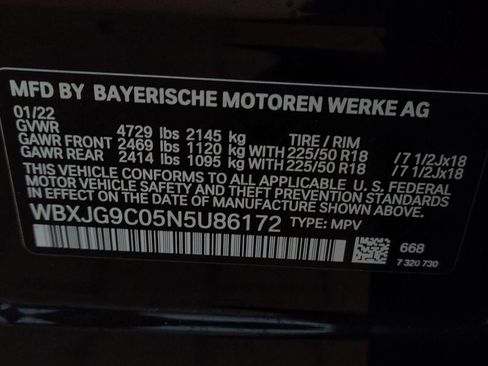 MFD BY BAYERISCHE MOTOREN WERKE AG
01/22
GVWR 4729 lbs 2145 kg TIRE / RIM
GAWR FRONT 2469 lbs 1120 kg WITH 225/50 R18 /7 1/2Jx18
GAWR REAR 2414 lbs 1095 kg WITH 225/50 R18 /7 1/2Jx18
THIS VEHICLE CONFORMS TO ALL APPLICABLE U.S. FEDERAL
MOTOR VEHICLE SAFETY, BUMPER, AND THEFT PREVENTION
STANDARDS IN EFFECT ON THE DATE OF MANUFACTURE SHOWN
ABOVE.
WBXJG9C05N5U86172 TYPE: MPV
668
7 320 730